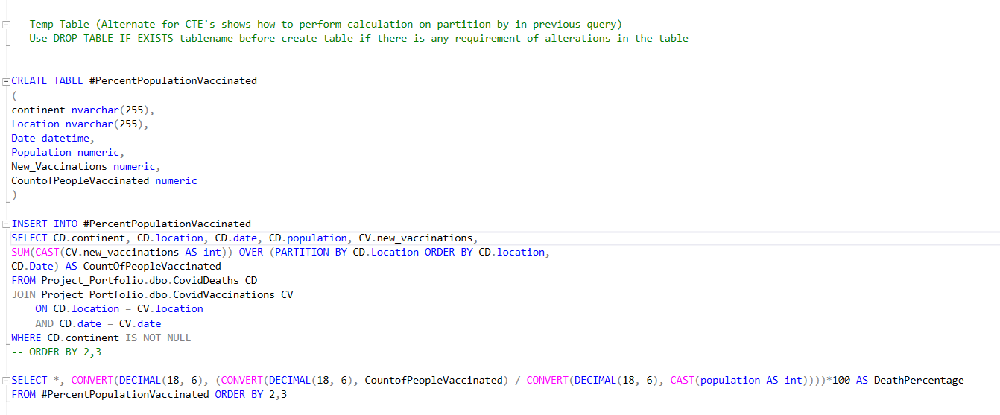 -- Temp Table (Alternate for CTE's shows how to perform calculation on partition by in previous query)
-- Use DROP TABLE IF EXISTS tablename before create table if there is any requirement of alterations in the table
CREATE TABLE #PercentPopulationVaccinated
(
continent nvarchar(255),
Location nvarchar(255),
Date datetime,
Population numeric,
New_Vaccinations numeric,
CountofPeopleVaccinated numeric
)
INSERT INTO #PercentPopulationVaccinated
SELECT CD.continent, CD.location, CD.date, CD.population, CV.new_vaccinations,
SUM(CAST(CV.new_vaccinations AS int)) OVER (PARTITION BY CD.Location ORDER BY CD.location,
CD.Date) AS CountOfPeopleVaccinated
FROM Project_Portfolio.dbo.CovidDeaths CD
JOIN Project_Portfolio.dbo.CovidVaccinations CV
    ON CD.location = CV.location
    AND CD.date = CV.date
WHERE CD.continent IS NOT NULL
-- ORDER BY 2,3
SELECT *, CONVERT(DECIMAL(18, 6), (CONVERT(DECIMAL(18, 6), CountofPeopleVaccinated) / CONVERT(DECIMAL(18, 6), CAST(population AS int))))*100 AS DeathPercentage
FROM #PercentPopulationVaccinated ORDER BY 2,3